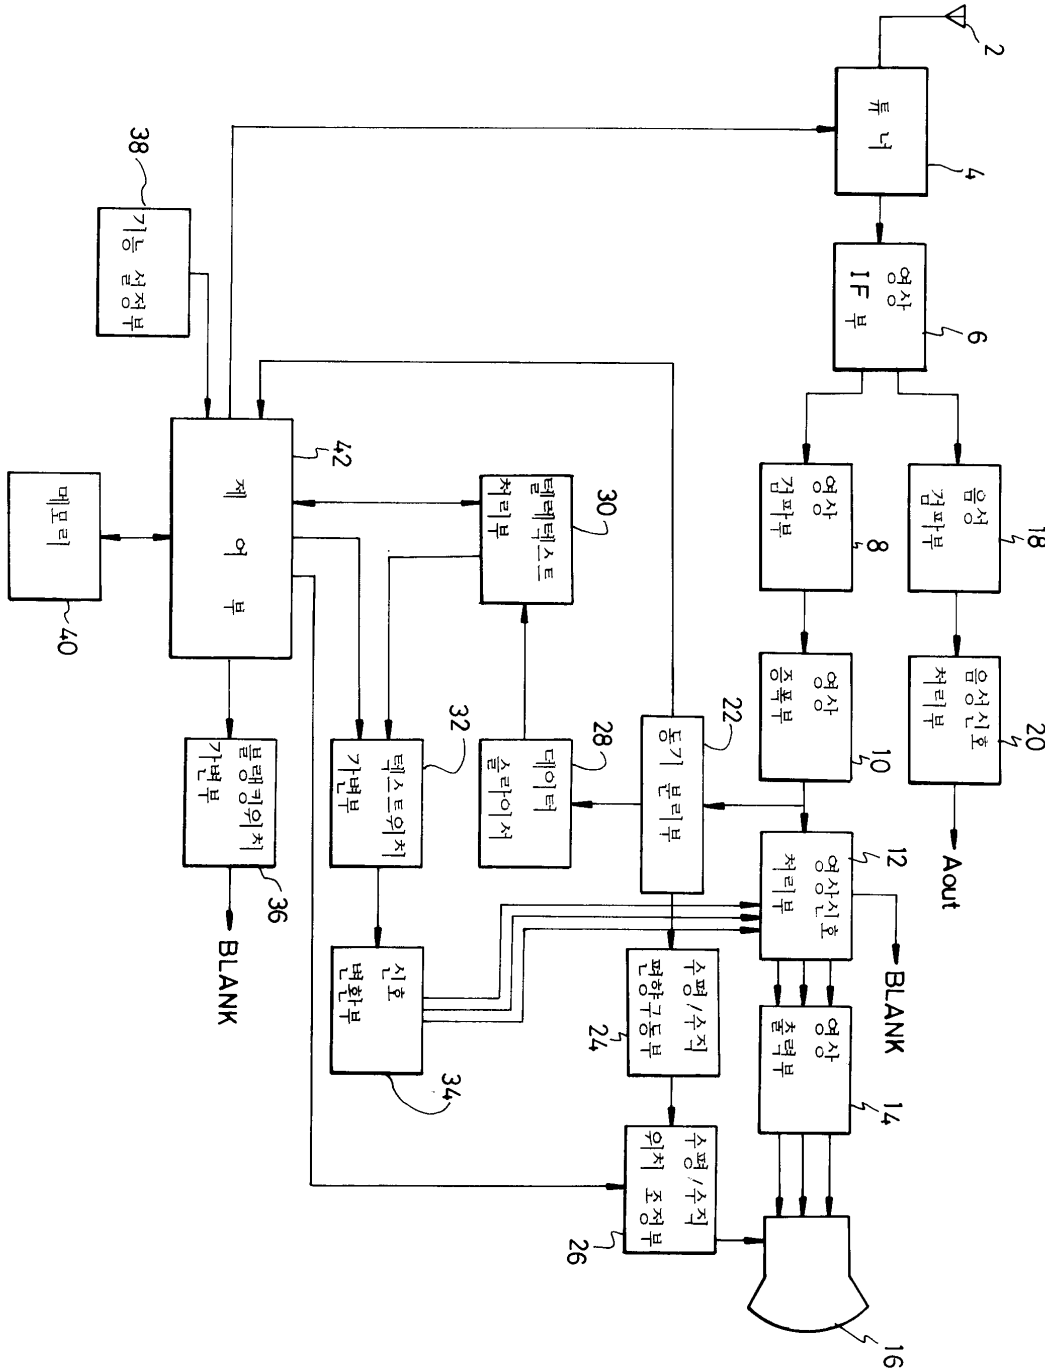 2
튜너
4
영상
IF부
6
영상
검파부
8
음성
검파부
18
영상
증폭부
10
음성신호
처리부
20
Aout
영상신호
처리부
12
BLANK
영상
출력부
14
16
동기 분리부
22
수평/수직
편향구동부
24
수평/수직
위치 조정부
26
데이터
슬라이서
28
텔레텍스트
처리부
30
텍스트위치
가변부
32
신호
변환부
34
블랭킹위치
가변부
36
BLANK
기능 설정부
38
메모리
40
제어부
42